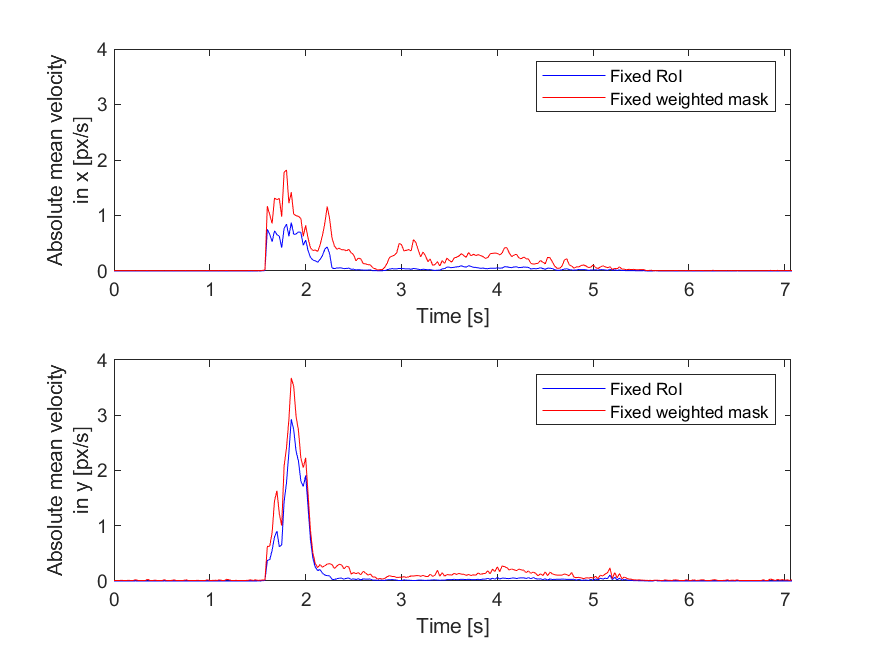 Absolute mean velocity
in x [px/s]
4
3
2
1
0
Fixed RoI
Fixed weighted mask
0 1 2 3 4 5 6 7
Time [s]
Absolute mean velocity
in y [px/s]
4
3
2
1
0
Fixed RoI
Fixed weighted mask
0 1 2 3 4 5 6 7
Time [s]